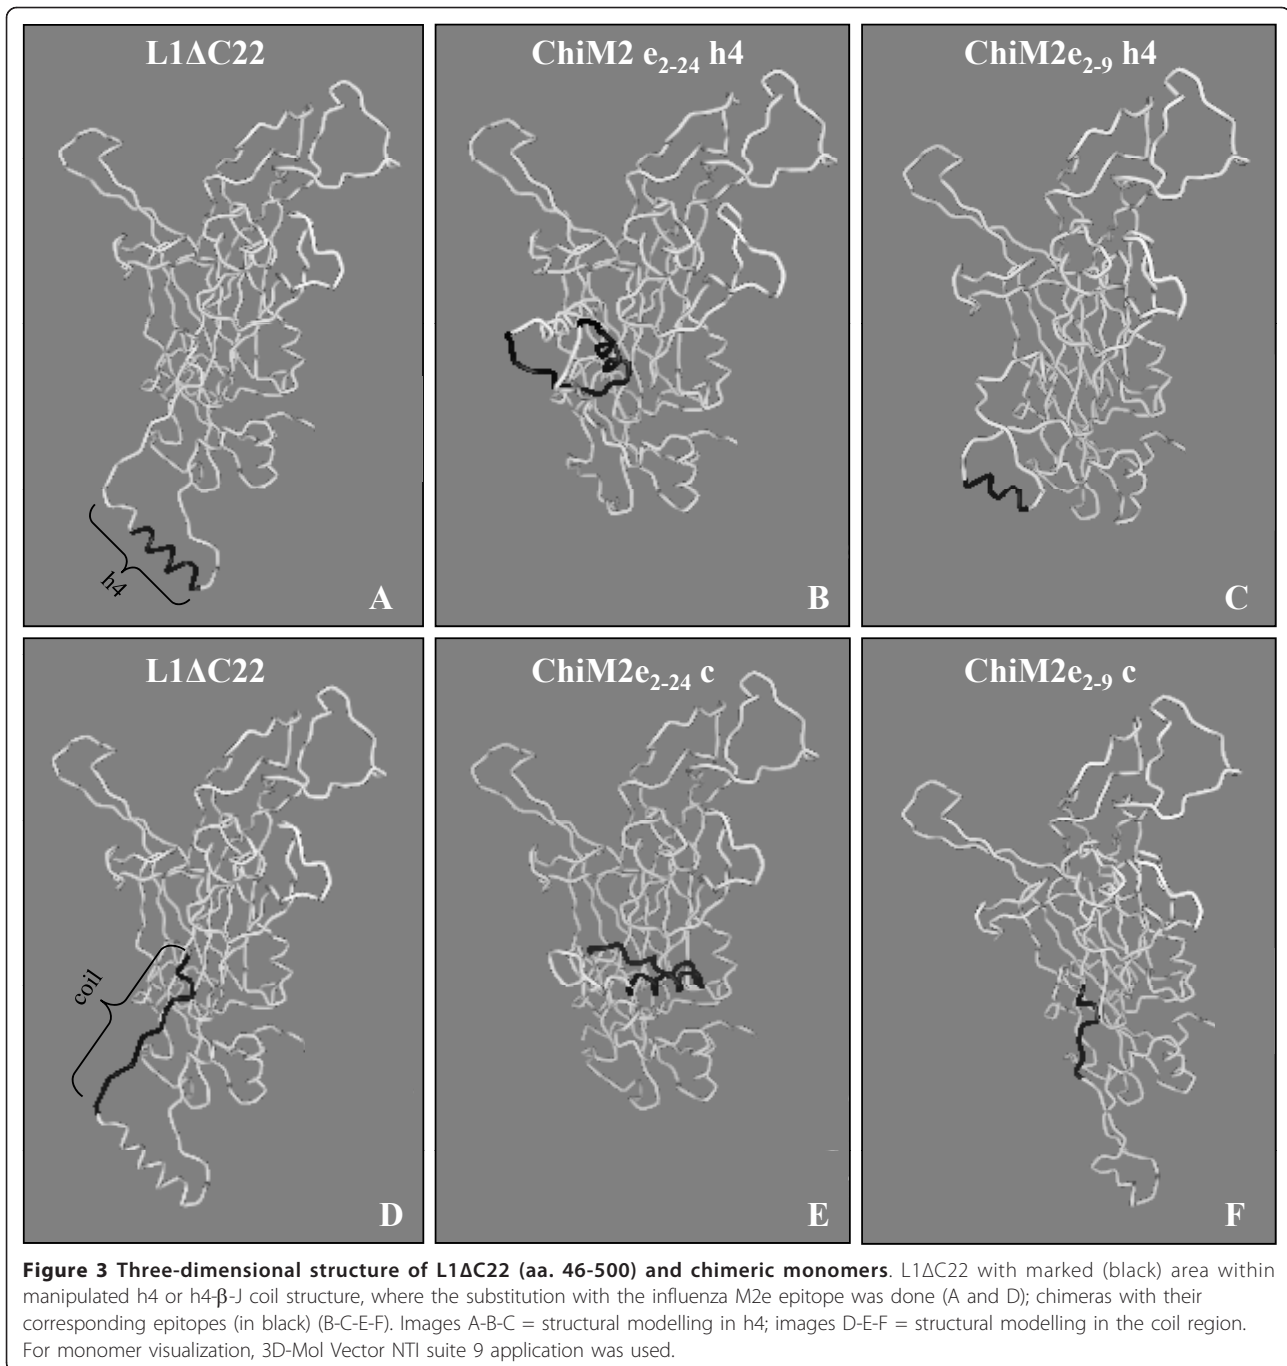 L1ΔC22
ChiM2 e2-24 h4
ChiM2e2-9 h4
h4
A
B
C
L1ΔC22
ChiM2e2-24 c
ChiM2e2-9 c
coil
D
E
F
Figure 3 Three-dimensional structure of L1ΔC22 (aa. 46-500) and chimeric monomers. L1ΔC22 with marked (black) area within
manipulated h4 or h4-β-J coil structure, where the substitution with the influenza M2e epitope was done (A and D); chimeras with their
corresponding epitopes (in black) (B-C-E-F). Images A-B-C = structural modelling in h4; images D-E-F = structural modelling in the coil region.
For monomer visualization, 3D-Mol Vector NTI suite 9 application was used.